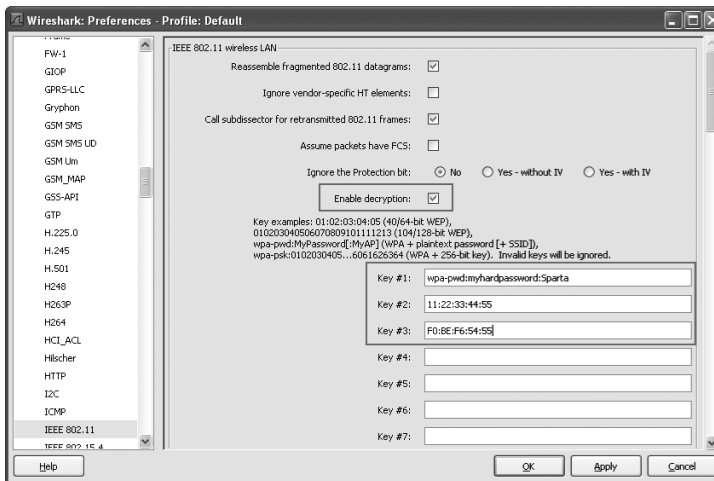 Wireshark: Preferences - Profile: Default
Frame
FW-1
GIOP
GPRS-LLC
Gryphon
GSM SMS
GSM SMS UD
GSM Um
GSM_MAP
GSS-API
GTP
H.225.0
H.245
H.501
H248
H263P
H264
HCI_ACL
Hilscher
HTTP
I2C
ICMP
IEEE 802.11
IEEE 802.15.4
IEEE 802.11 wireless LAN
Reassemble fragmented 802.11 datagrams:
Ignore vendor-specific HT elements:
Call subdissector for retransmitted 802.11 frames:
Assume packets have FCS:
Ignore the Protection bit: No Yes - without IV Yes - with IV
Enable decryption:
Key examples: 01:02:03:04:05 (40/64-bit WEP),
010203040506070809101111213 (104/128-bit WEP),
wpa-pwd:MyPassword[:MyAP] (WPA + plaintext password [+ SSID]),
wpa-psk:0102030405...6061626364 (WPA + 256-bit key). Invalid keys will be ignored.
Key #1: wpa-pwd:myhardpassword:Sparta
Key #2: 11:22:33:44:55
Key #3: F0:BE:F6:54:55
Key #4:
Key #5:
Key #6:
Key #7:
Help OK Apply Cancel